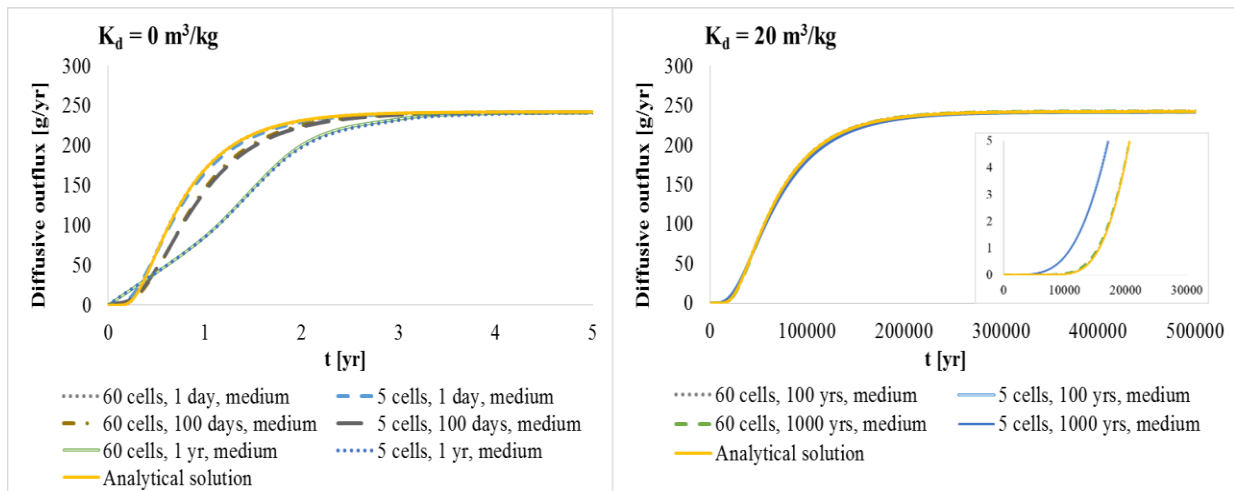 K_d = 0 m³/kg
Diffusive outflux [g/yr]
300
250
200
150
100
50
0
0 1 2 3 4 5
t [yr]
60 cells, 1 day, medium 5 cells, 1 day, medium
60 cells, 100 days, medium 5 cells, 100 days, medium
60 cells, 1 yr, medium 5 cells, 1 yr, medium
Analytical solution
K_d = 20 m³/kg
Diffusive outflux [g/yr]
300
250
200
150
100
50
0
0 100000 200000 300000 400000 500000
t [yr]
5
4
3
2
1
0
0 10000 20000 30000
60 cells, 100 yrs, medium 5 cells, 100 yrs, medium
60 cells, 1000 yrs, medium 5 cells, 1000 yrs, medium
Analytical solution